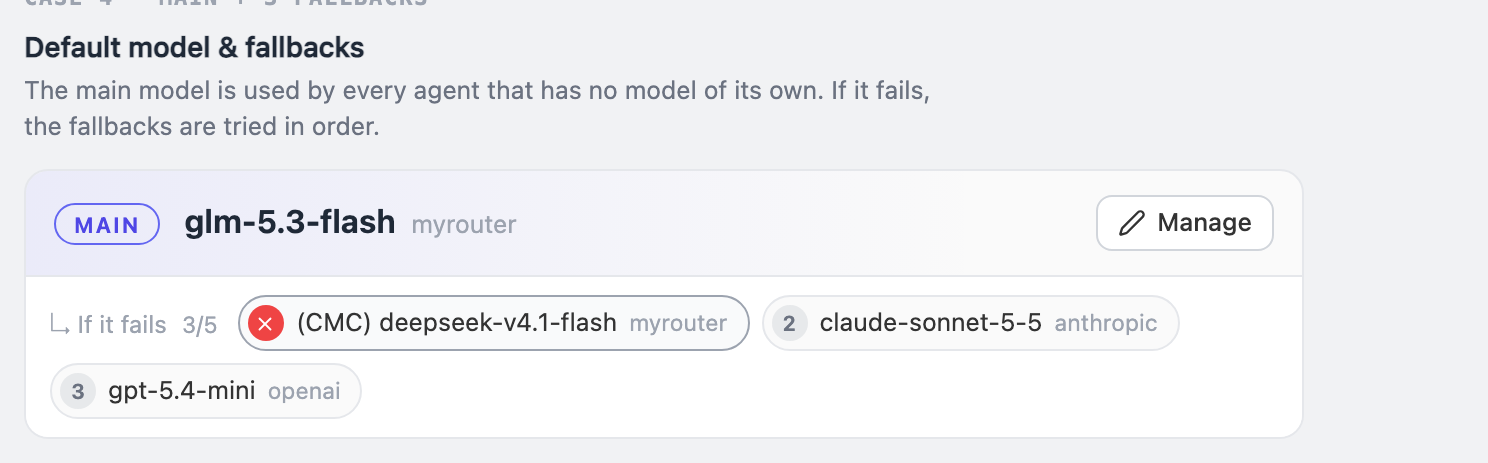 Default model & fallbacks
The main model is used by every agent that has no model of its own. If it fails,
the fallbacks are tried in order.
MAIN glm-5.3-flash myrouter Manage
If it fails 3/5 (CMC) deepseek-v4.1-flash myrouter 2 claude-sonnet-5-5 anthropic
3 gpt-5.4-mini openai